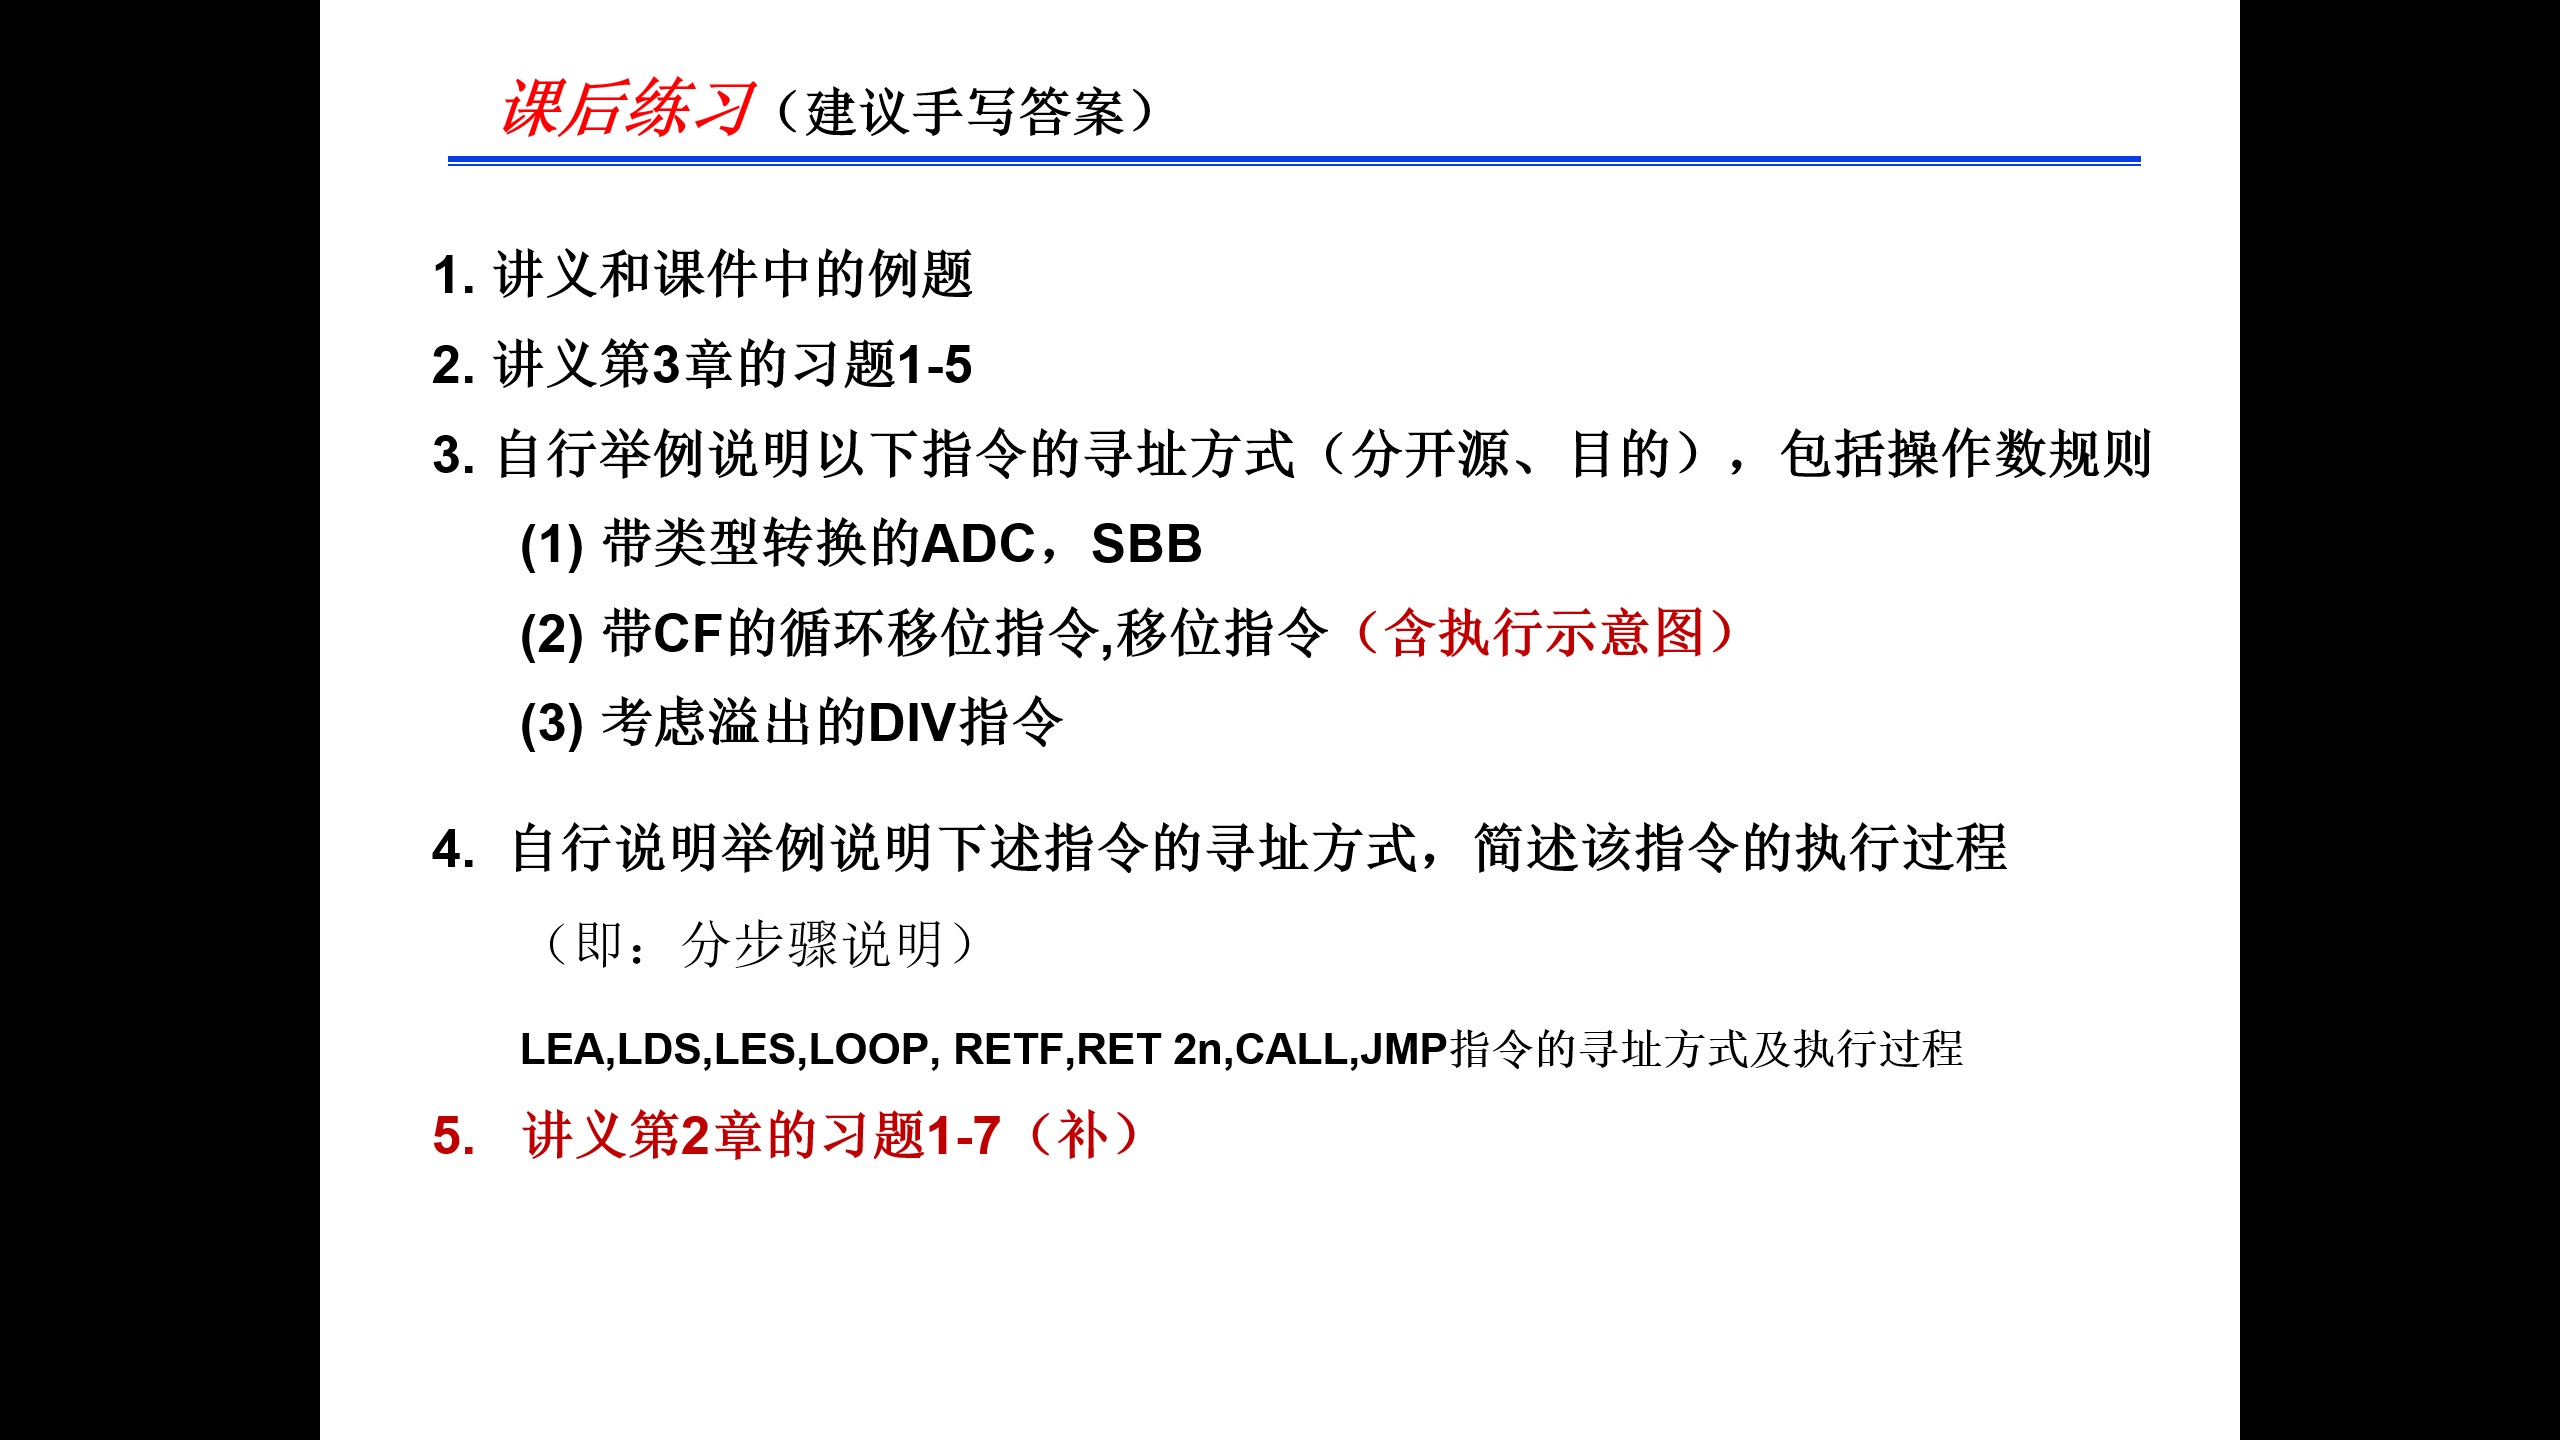 课后练习（建议手写答案）
1. 讲义和课件中的例题
2. 讲义第3章的习题1-5
3. 自行举例说明以下指令的寻址方式（分开源、目的），包括操作数规则
(1) 带类型转换的ADC，SBB
(2) 带CF的循环移位指令,移位指令（含执行示意图）
(3) 考虑溢出的DIV指令
4. 自行说明举例说明下述指令的寻址方式，简述该指令的执行过程
（即：分步骤说明）
LEA,LDS,LES,LOOP, RETF,RET 2n,CALL,JMP指令的寻址方式及执行过程
5. 讲义第2章的习题1-7（补）